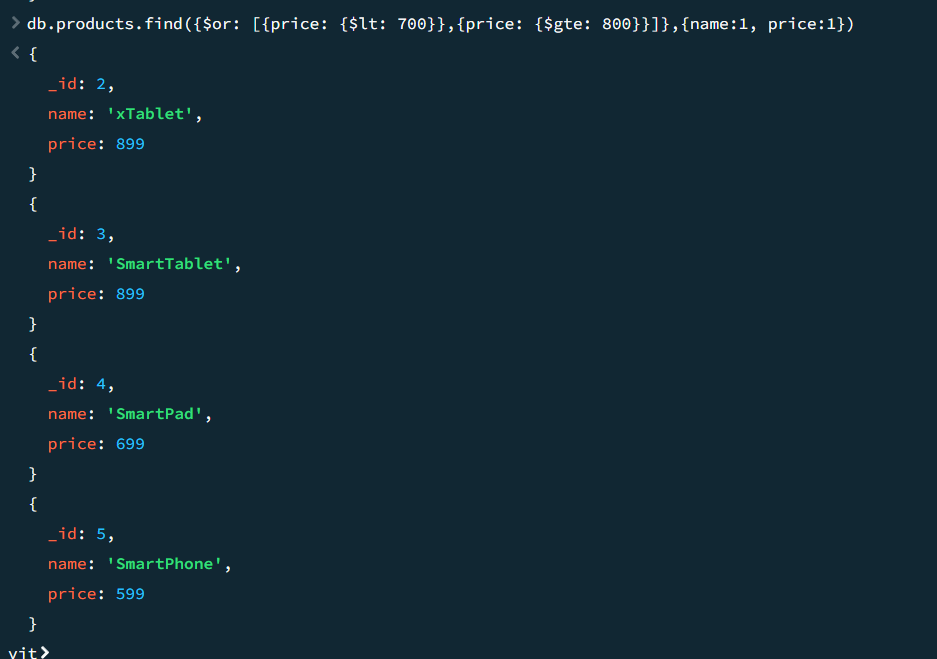 > db.products.find({$or: [{price: {$lt: 700}},{price: {$gte: 800}}]},{name:1, price:1})
< {
_id: 2,
name: 'xTablet',
price: 899
}
{
_id: 3,
name: 'SmartTablet',
price: 899
}
{
_id: 4,
name: 'SmartPad',
price: 699
}
{
_id: 5,
name: 'SmartPhone',
price: 599
}
vit>